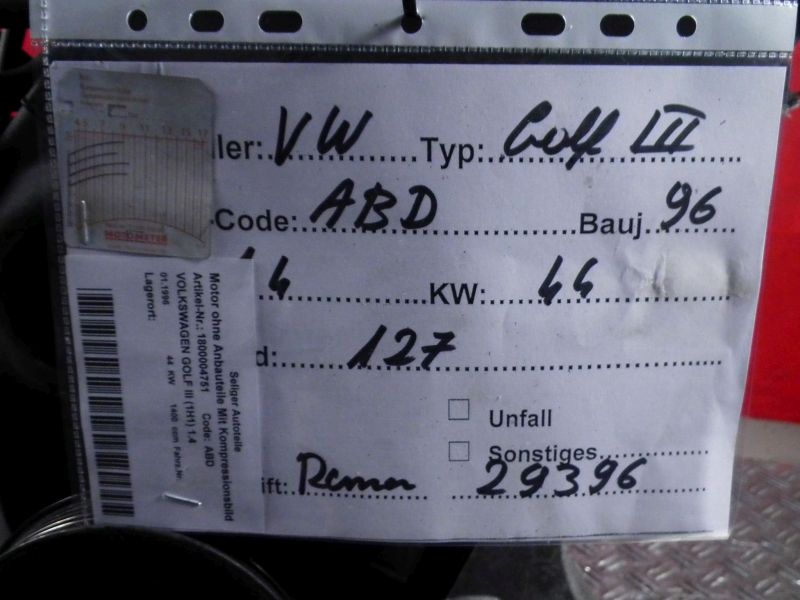 ller: VW Typ: Golf III
Code: ABD Bauj 96
1,4 KW: 44
d: 127
Unfall
Sonstiges
ift: 29396
MOTOMETER
Seliger Autoteile
Motor ohne Anbauteile Mit Kompressionsbild
Artikel-Nr.: 1800004751 Code: ABD
VOLKSWAGEN GOLF III (1H1) 1.4
01.1996 44 KW 1400 ccm Fahrz.Nr.
Lagerort: